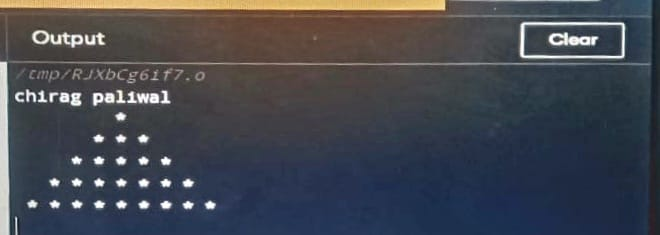 Output
Clear
/tmp/RJXbCg6if7.o
chirag paliwal
*
* * *
* * * * *
* * * * * * *
* * * * * * * * *